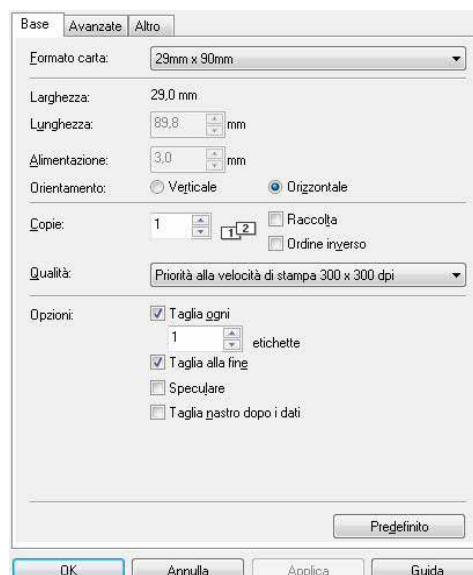 Base Avanzate Altro
Formato carta: 29mm x 90mm
Larghezza: 29,0 mm
Lunghezza: 89,8 mm
Alimentazione: 3,0 mm
Orientamento: Verticale Orizzontale
Copie: 1 1 2 Raccolta
Ordine inverso
Qualità: Priorità alla velocità di stampa 300 x 300 dpi
Opzioni: Taglia ogni
1 etichette
Taglia alla fine
Speculare
Taglia nastro dopo i dati
Predefinito
OK Annulla Applica Guida